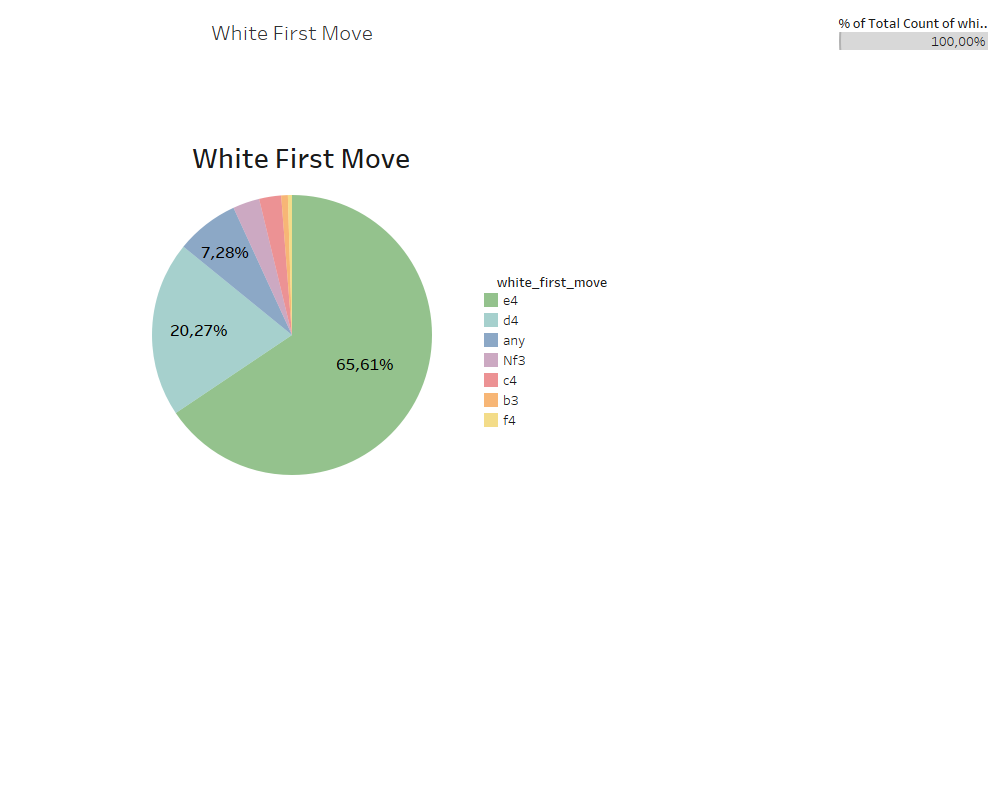 White First Move
% of Total Count of whi..
100,00%
White First Move
7,28%
20,27%
65,61%
white_first_move
e4
d4
any
Nf3
c4
b3
f4